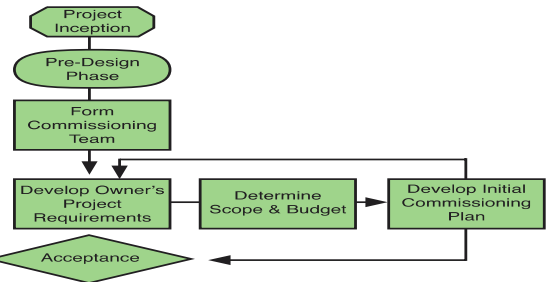 Project
Inception
Pre-Design
Phase
Form
Commissioning
Team
Develop Owner's
Project
Requirements
Determine
Scope & Budget
Develop Initial
Commissioning
Plan
Acceptance